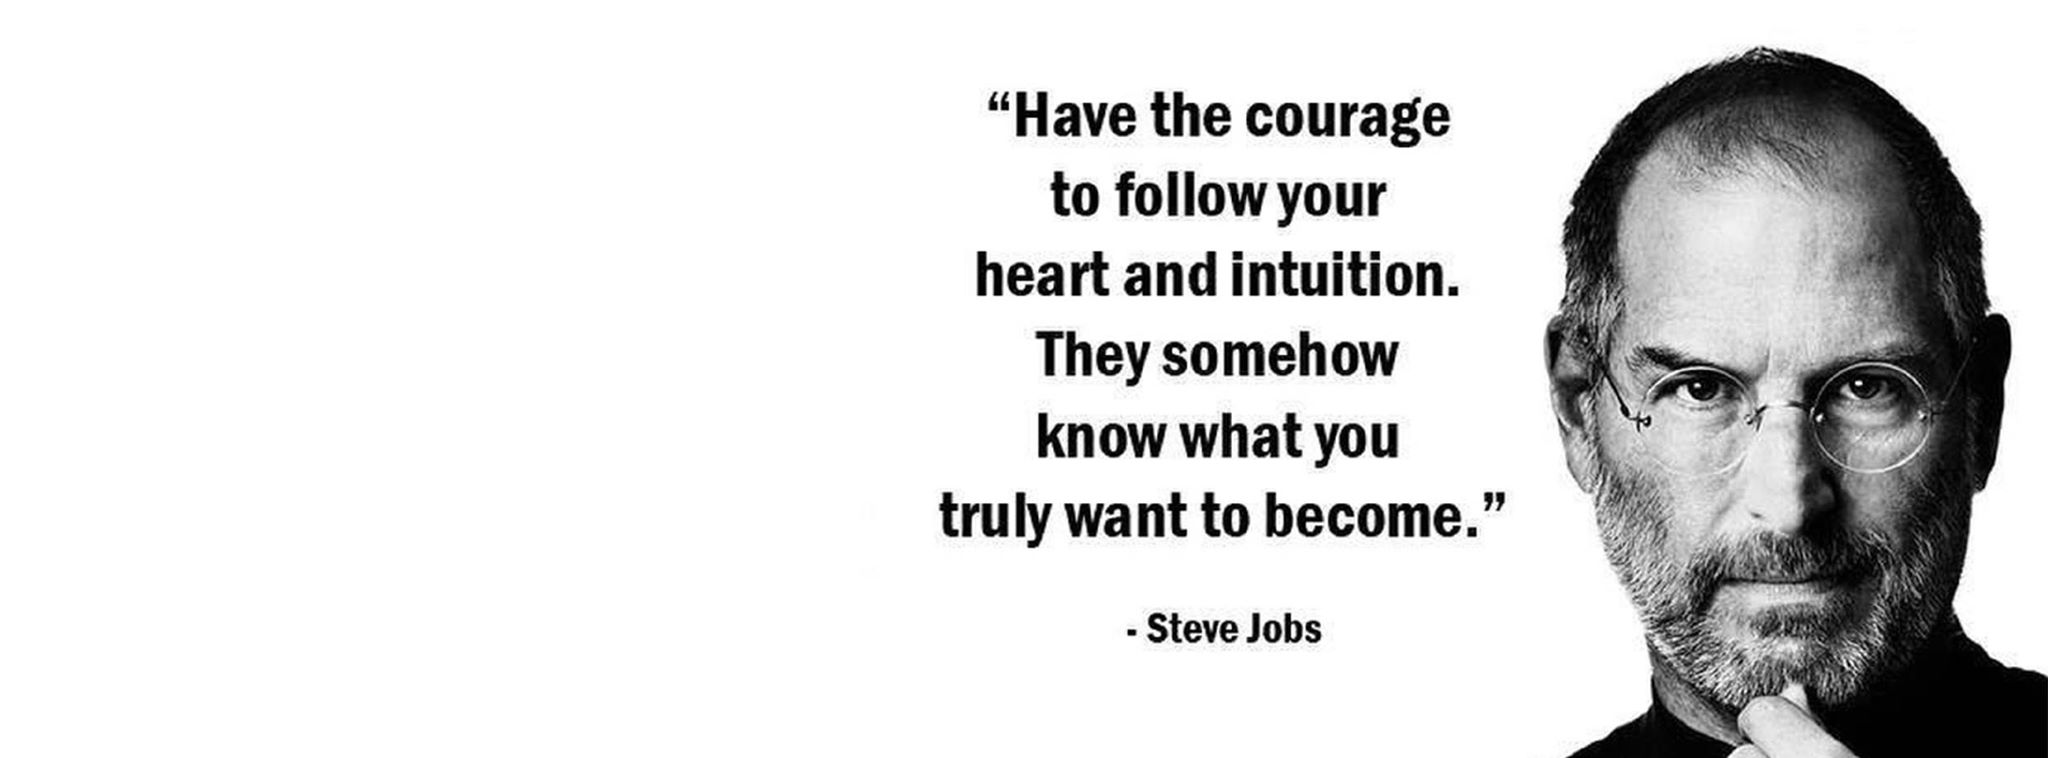 “Have the courage
to follow your
heart and intuition.
They somehow
know what you
truly want to become.”
- Steve Jobs